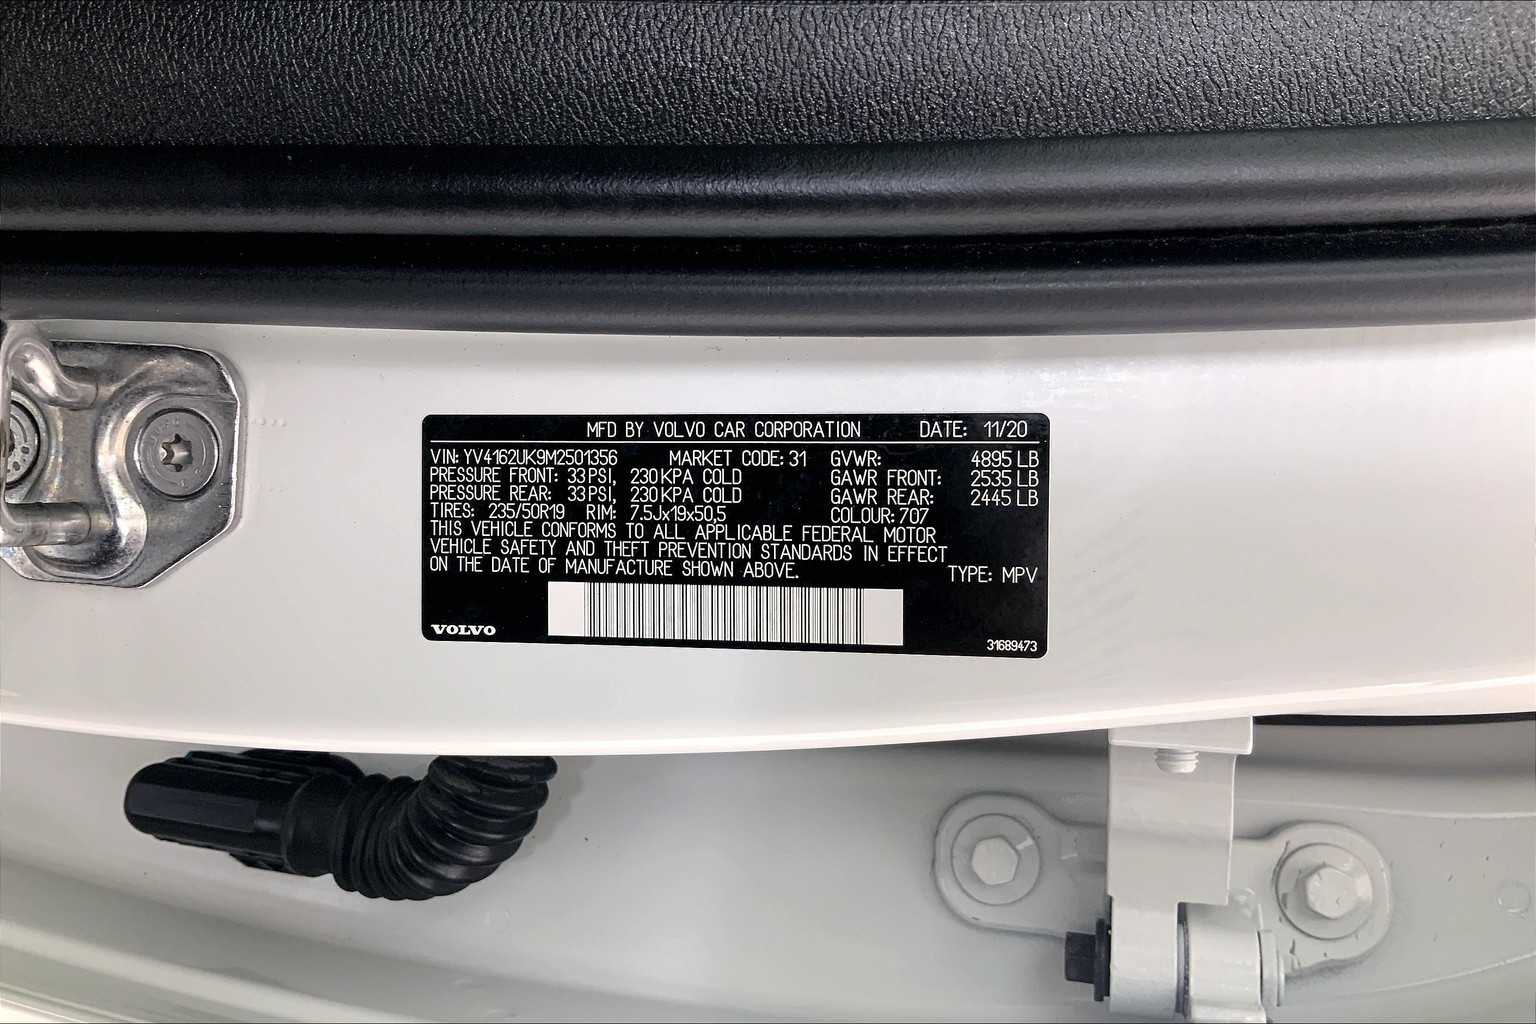 MFD BY VOLVO CAR CORPORATION DATE: 11/20
VIN: YV4162UK9M2501356 MARKET CODE: 31 GVWR: 4895 LB
PRESSURE FRONT: 33 PSI, 230 KPA COLD GAWR FRONT: 2535 LB
PRESSURE REAR: 33 PSI, 230 KPA COLD GAWR REAR: 2445 LB
TIRES: 235/50R19 RIM: 7.5Jx19x50,5 COLOUR: 707
THIS VEHICLE CONFORMS TO ALL APPLICABLE FEDERAL MOTOR
VEHICLE SAFETY AND THEFT PREVENTION STANDARDS IN EFFECT
ON THE DATE OF MANUFACTURE SHOWN ABOVE. TYPE: MPV
VOLVO 31689473